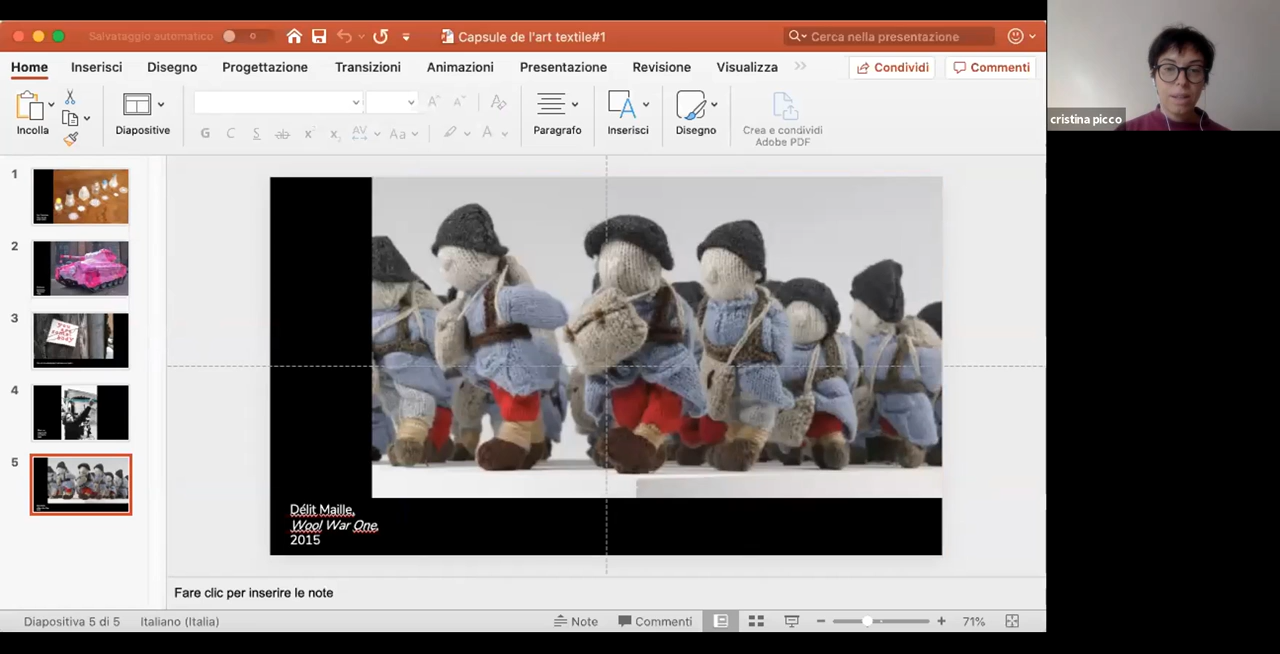 Salvataggio automatico
Capsule de l'art textile#1
Cerca nella presentazione
Home
Inserisci
Disegno
Progettazione
Transizioni
Animazioni
Presentazione
Revisione
Visualizza
Condividi
Commenti
Incolla
Diapositive
G C S ab x x AV Aa A
Paragrafo
Inserisci
Disegno
Crea e condividi
Adobe PDF
cristina picco
1
2
3
4
5
Délit Maille,
Wool War One,
2015
Fare clic per inserire le note
Diapositiva 5 di 5
Italiano (Italia)
Note
Commenti
71%